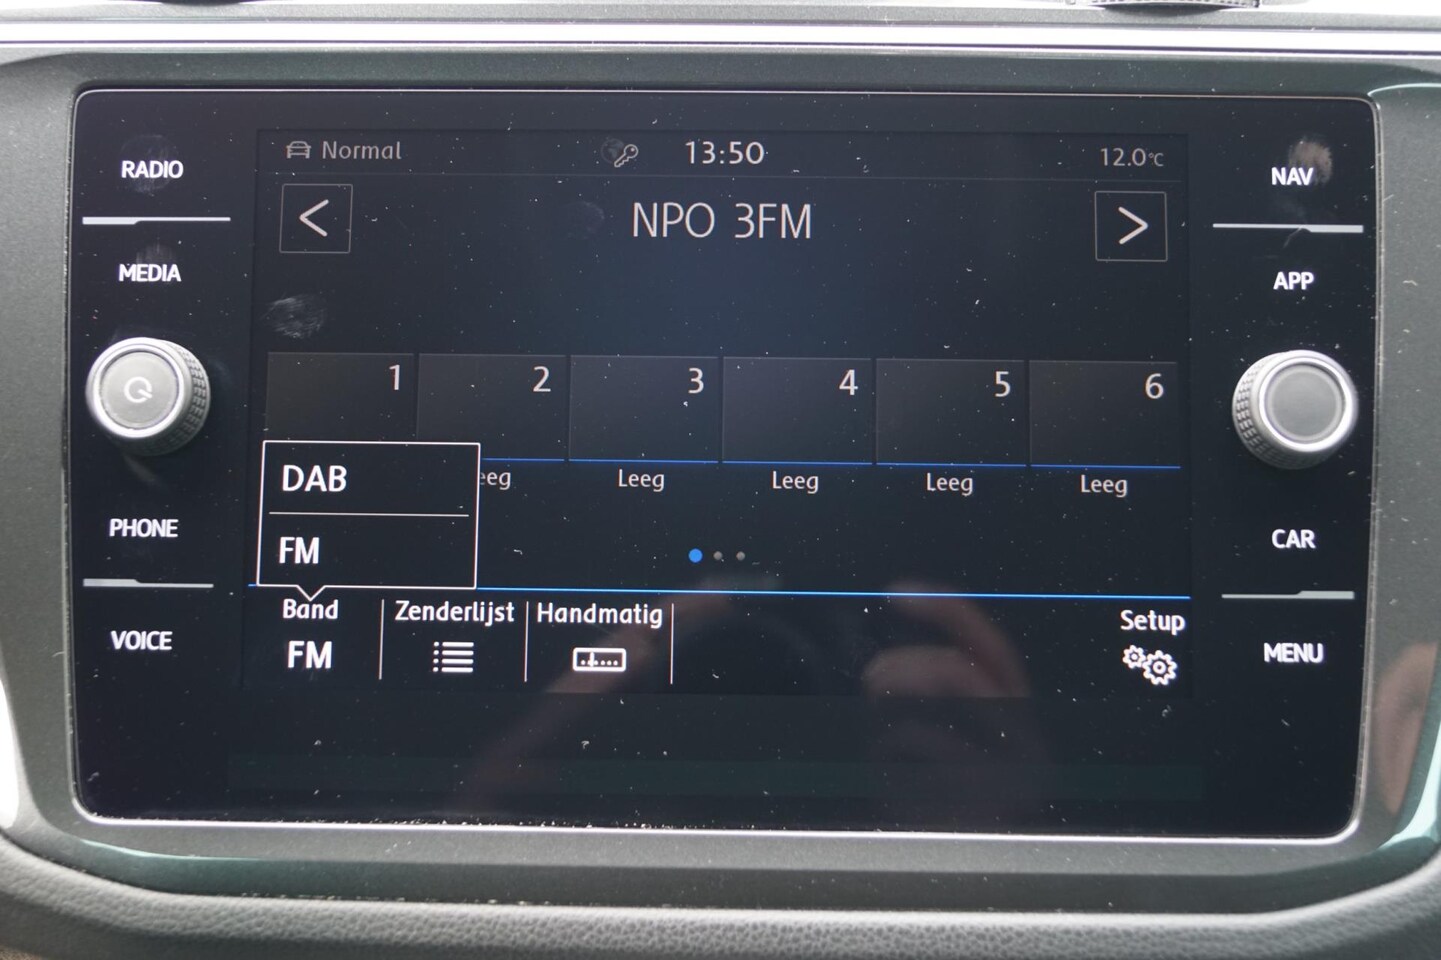 RADIO
MEDIA
PHONE
VOICE
Normal
13:50
12.0°C
<
NPO 3FM
>
1
2
3
4
5
6
DAB
FM
Leeg
Leeg
Leeg
Leeg
Band
FM
Zenderlijst
Handmatig
Setup
NAV
APP
CAR
MENU